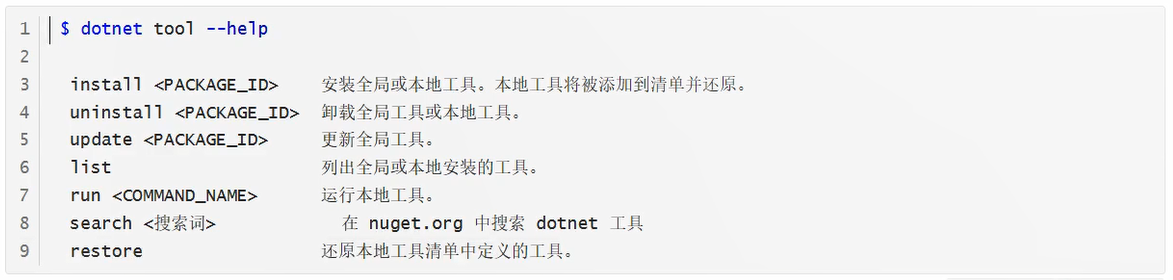 1 $ dotnet tool --help
2
3 install <PACKAGE_ID> 安装全局或本地工具。本地工具将被添加到清单并还原。
4 uninstall <PACKAGE_ID> 卸载全局工具或本地工具。
5 update <PACKAGE_ID> 更新全局工具。
6 list 列出全局或本地安装的工具。
7 run <COMMAND_NAME> 运行本地工具。
8 search <搜索词> 在 nuget.org 中搜索 dotnet 工具
9 restore 还原本地工具清单中定义的工具。